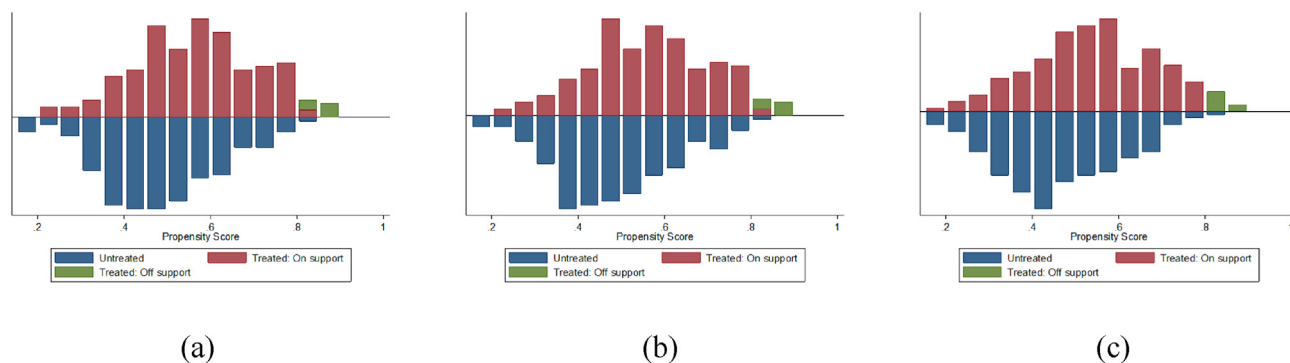 .2 .4 .6 .8 1
Propensity Score
Untreated Treated: On support
Treated: Off support
(a)
.2 .4 .6 .8 1
Propensity Score
Untreated Treated: On support
Treated: Off support
(b)
.2 .4 .6 .8 1
Propensity Score
Untreated Treated: On support
Treated: Off support
(c)